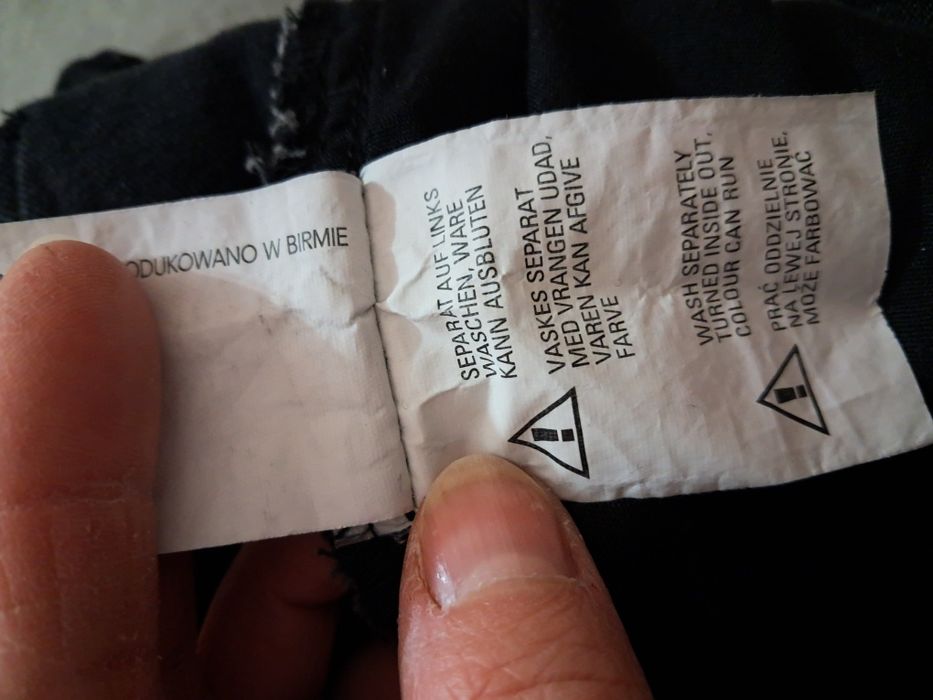 W BIRMIE
SEPARAT AUF LINKS
WASCHEN, WARE
KANN AUSBLUTEN
VASKES SEPARAT
MED VRANGEN UDAD,
VAREN KAN AFGIVE
FARVE
WASH SEPARATELY
TURNED INSIDE OUT,
COLOUR CAN RUN
PRAĆ ODDZIELNIE
NA LEWEJ STRONIE,
MOŻE FARBOWAĆ